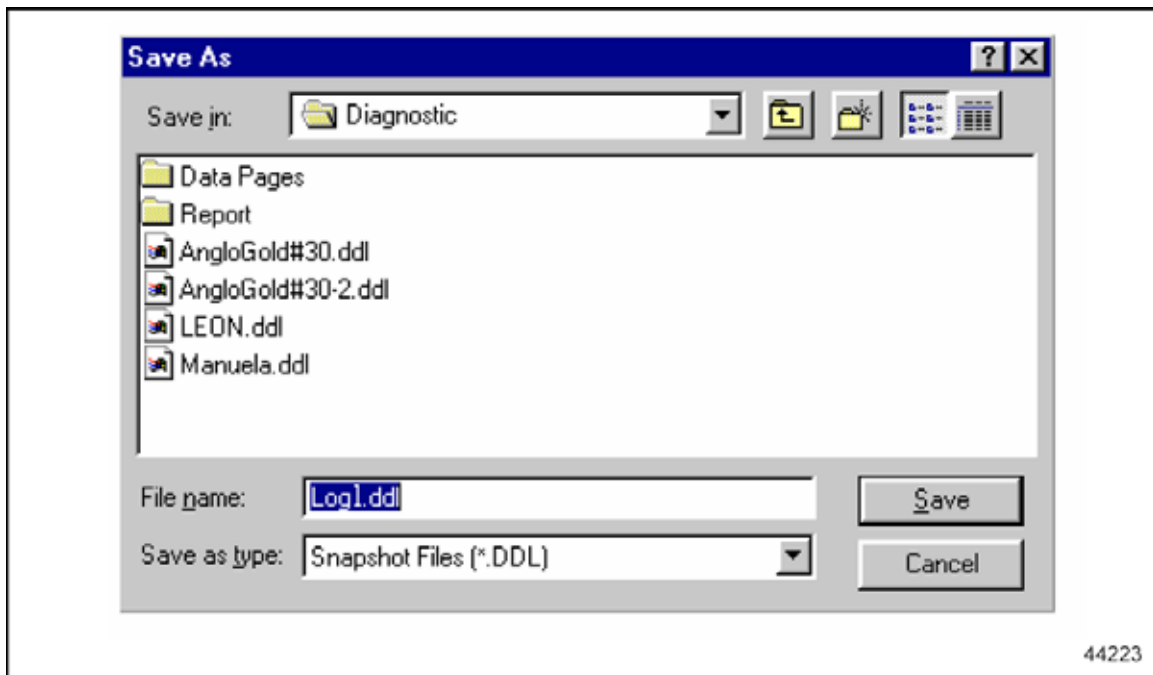 Save As
Save in: Diagnostic
Data Pages
Report
AngloGold#30.ddl
AngloGold#30-2.ddl
LEON.ddl
Manuela.ddl
File name: Log1.ddl Save
Save as type: Snapshot Files (*.DDL) Cancel
44223